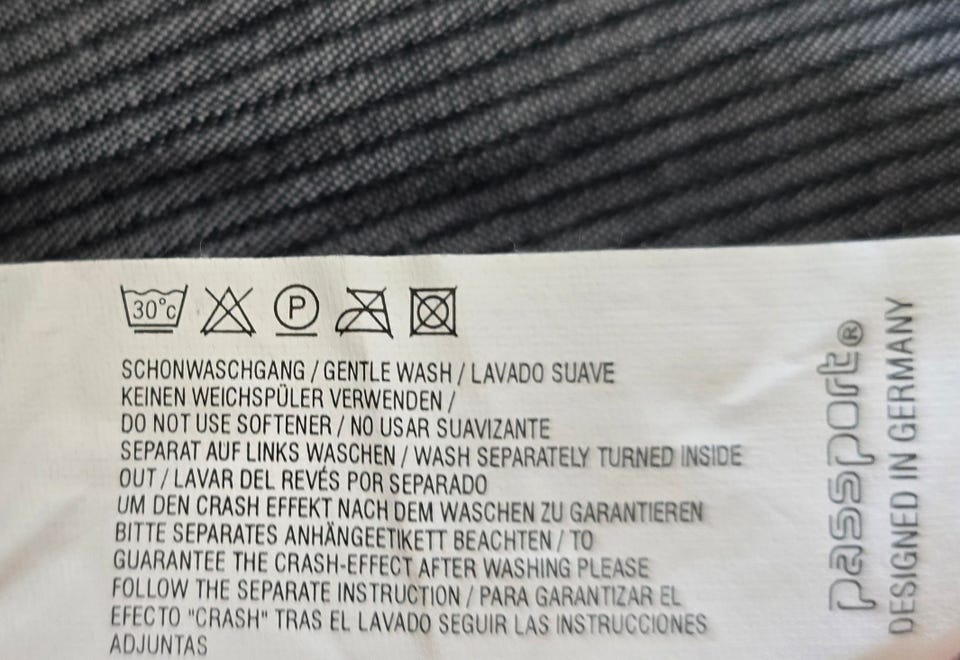 30°c
P
SCHONWASCHGANG / GENTLE WASH / LAVADO SUAVE
KEINEN WEICHSPÜLER VERWENDEN /
DO NOT USE SOFTENER / NO USAR SUAVIZANTE
SEPARAT AUF LINKS WASCHEN / WASH SEPARATELY TURNED INSIDE
OUT / LAVAR DEL REVÉS POR SEPARADO
UM DEN CRASH EFFEKT NACH DEM WASCHEN ZU GARANTIEREN
BITTE SEPARATES ANHÄNGEETIKETT BEACHTEN / TO
GUARANTEE THE CRASH-EFFECT AFTER WASHING PLEASE
FOLLOW THE SEPARATE INSTRUCTION / PARA GARANTIZAR EL
EFECTO "CRASH" TRAS EL LAVADO SEGUIR LAS INSTRUCCIONES
ADJUNTAS
passport®
DESIGNED IN GERMANY